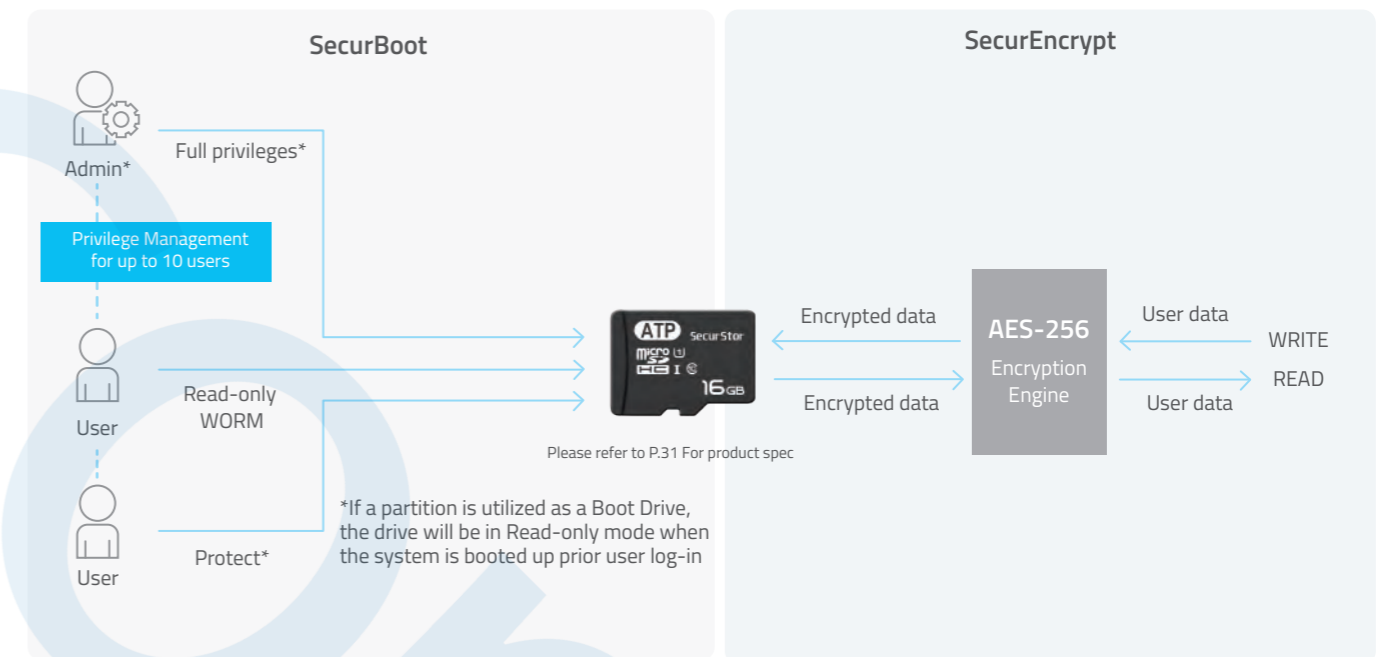 SecurBoot
Admin*
Full privileges*
Privilege Management
for up to 10 users
User
Read-only
WORM
User
Protect*
ATP SecurStor
micro SD HC I 1 10
16GB
Please refer to P.31 For product spec
*If a partition is utilized as a Boot Drive,
the drive will be in Read-only mode when
the system is booted up prior user log-in
SecurEncrypt
Encrypted data
Encrypted data
AES-256
Encryption
Engine
User data
User data
WRITE
READ